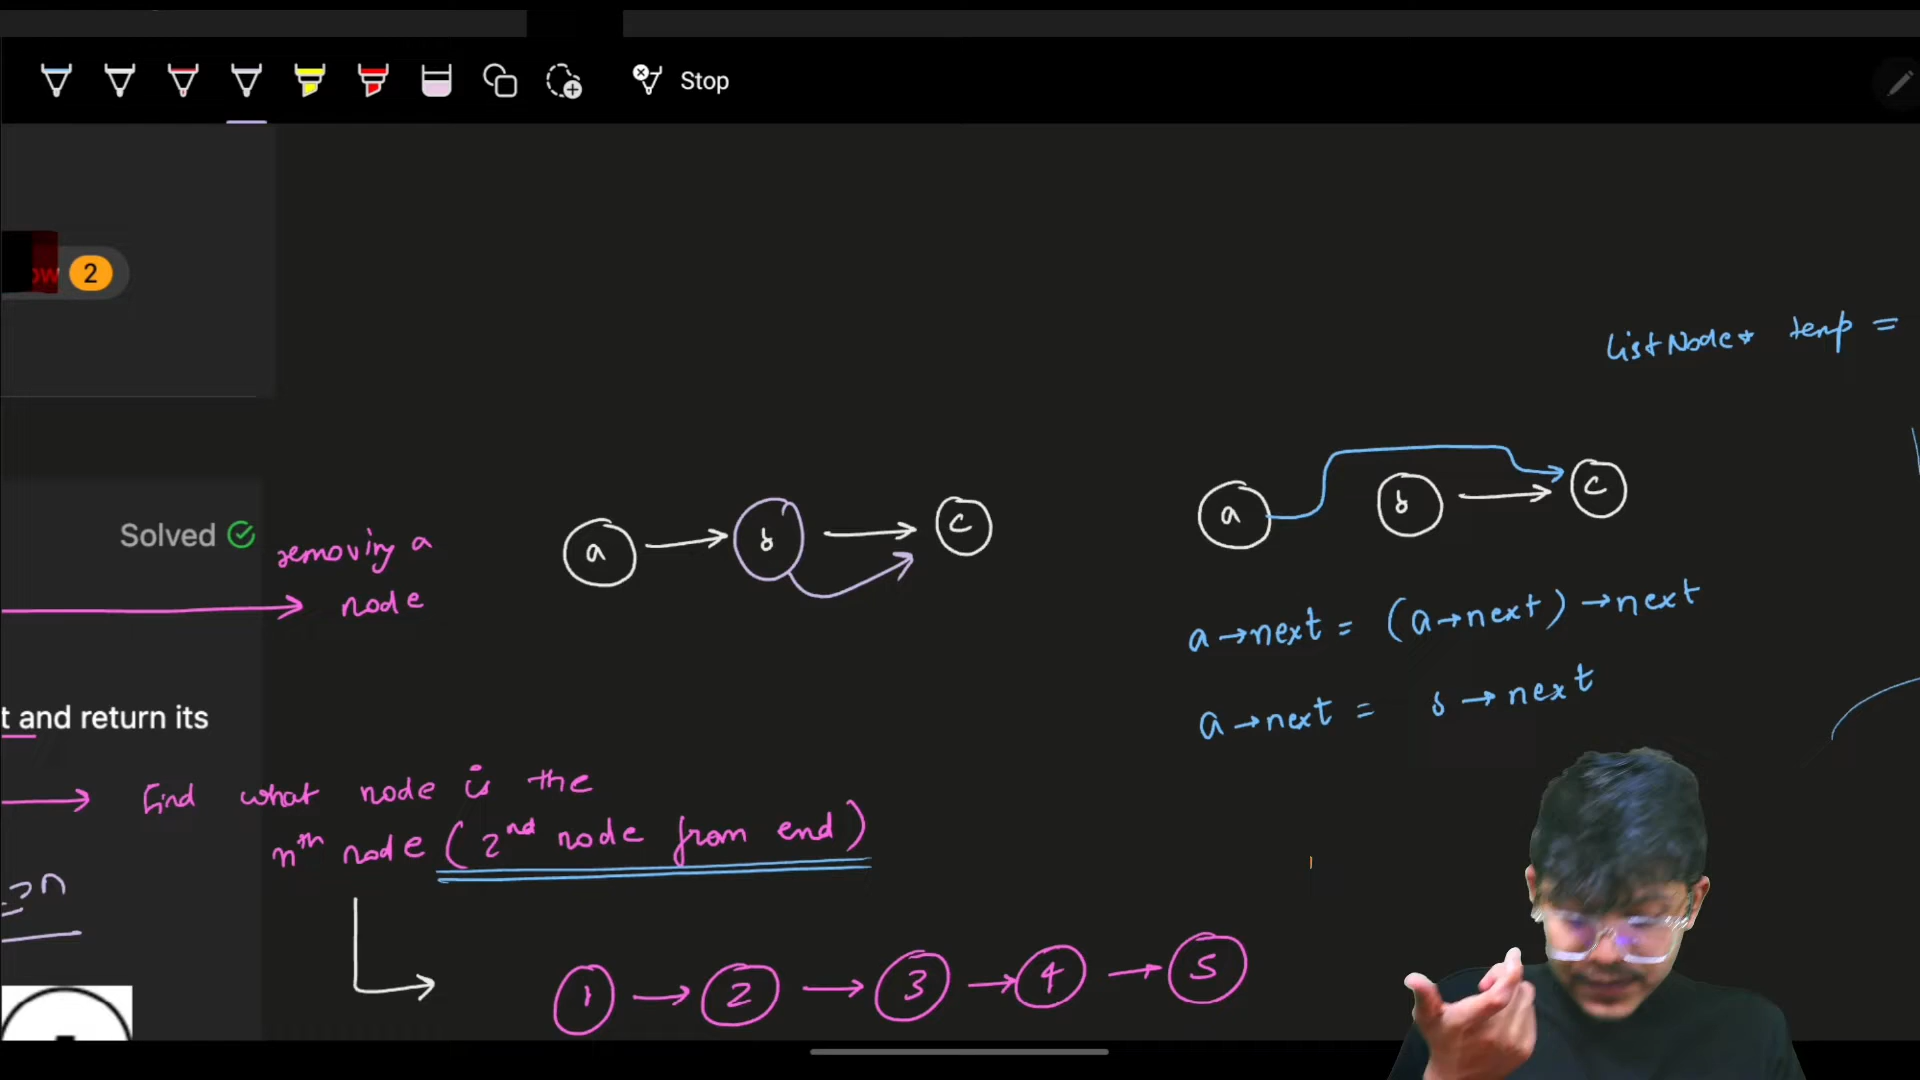 Stop
2
listNode* temp =
a
b
c
a
b
c
Solved
removing a
node
a→next = (a→next)→next
a→next = b→next
t and return its
Find what node is the
nth node (2nd node from end)
1 → 2 → 3 → 4 → 5